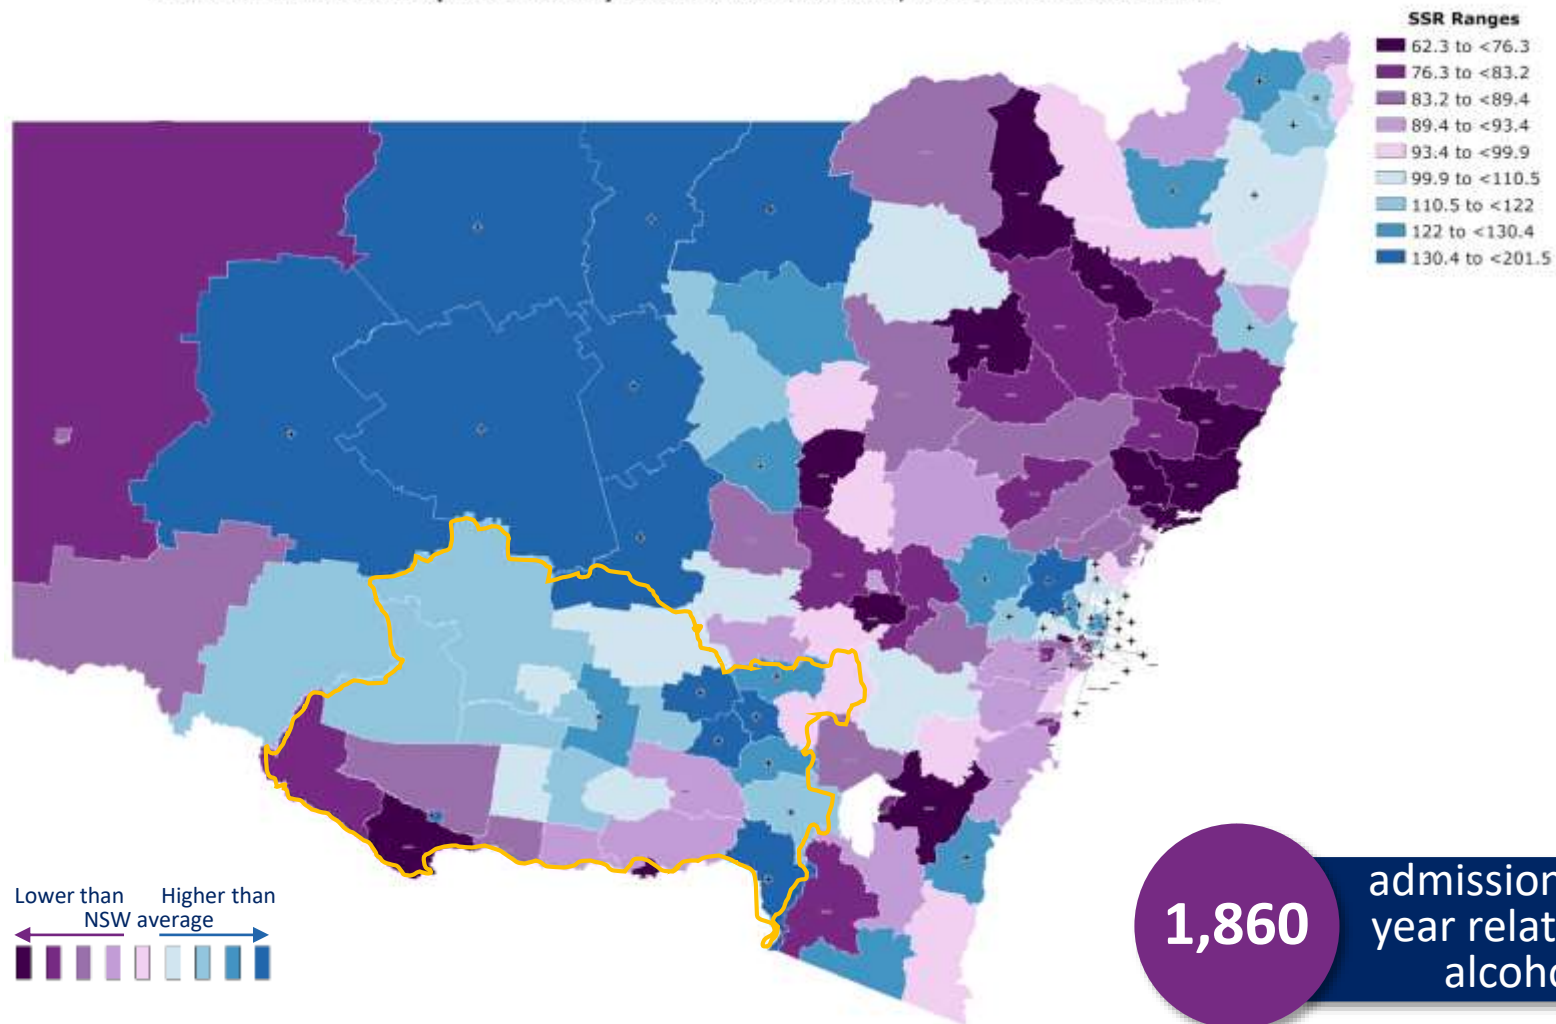 SSR Ranges
62.3 to <76.3
76.3 to <83.2
83.2 to <89.4
89.4 to <93.4
93.4 to <99.9
99.9 to <110.5
110.5 to <122
122 to <130.4
130.4 to <201.5
Lower than Higher than
NSW average
1,860
admission
year relat
alcoho